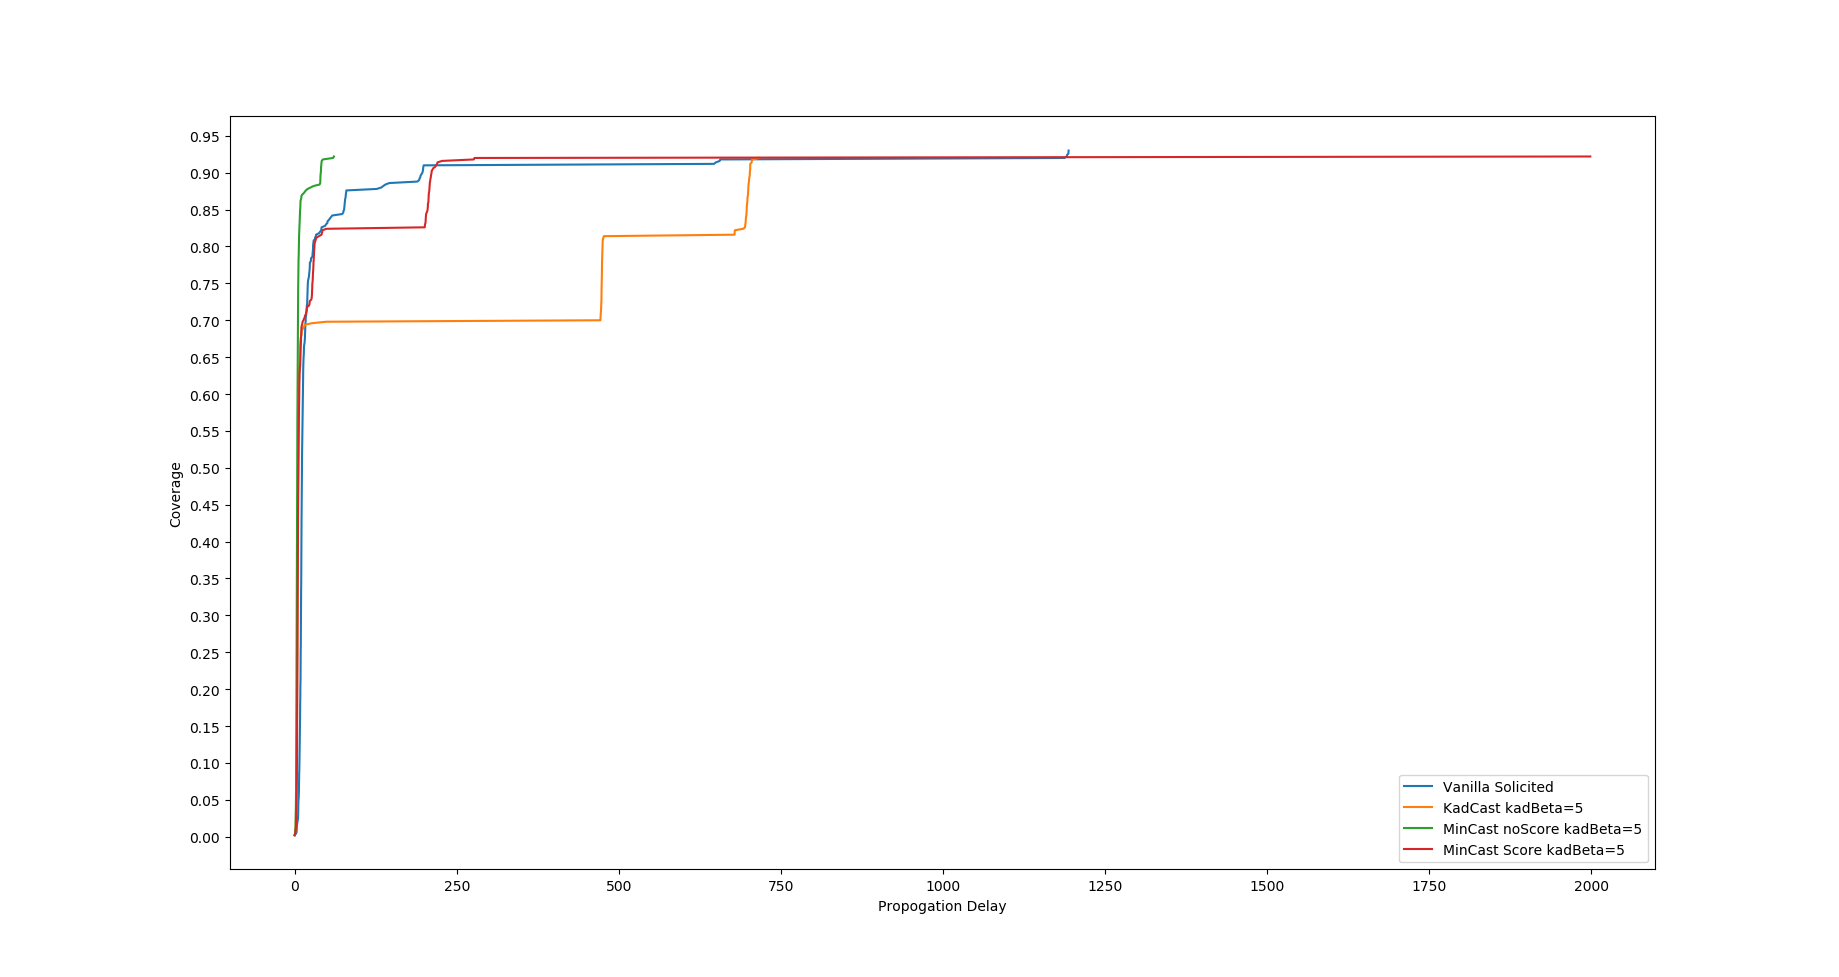 0.95
0.90
0.85
0.80
0.75
0.70
0.65
0.60
0.55
0.50
0.45
0.40
0.35
0.30
0.25
0.20
0.15
0.10
0.05
0.00
Coverage
0 250 500 750 1000 1250 1500 1750 2000
Propogation Delay
Vanilla Solicited
KadCast kadBeta=5
MinCast noScore kadBeta=5
MinCast Score kadBeta=5